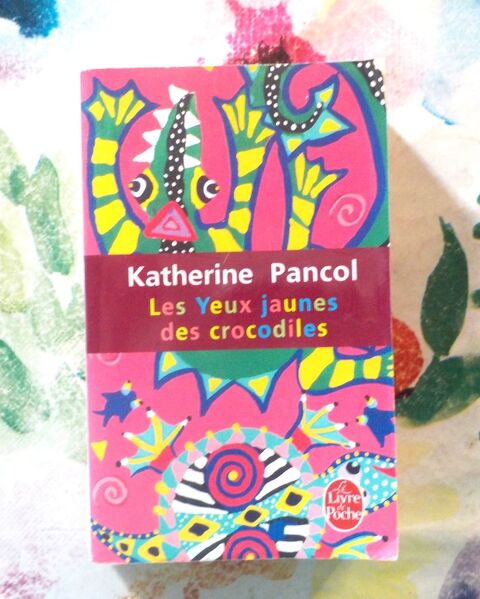 Katherine Pancol
Les Yeux jaunes
des crocodiles
Le
Livre
de
Poche